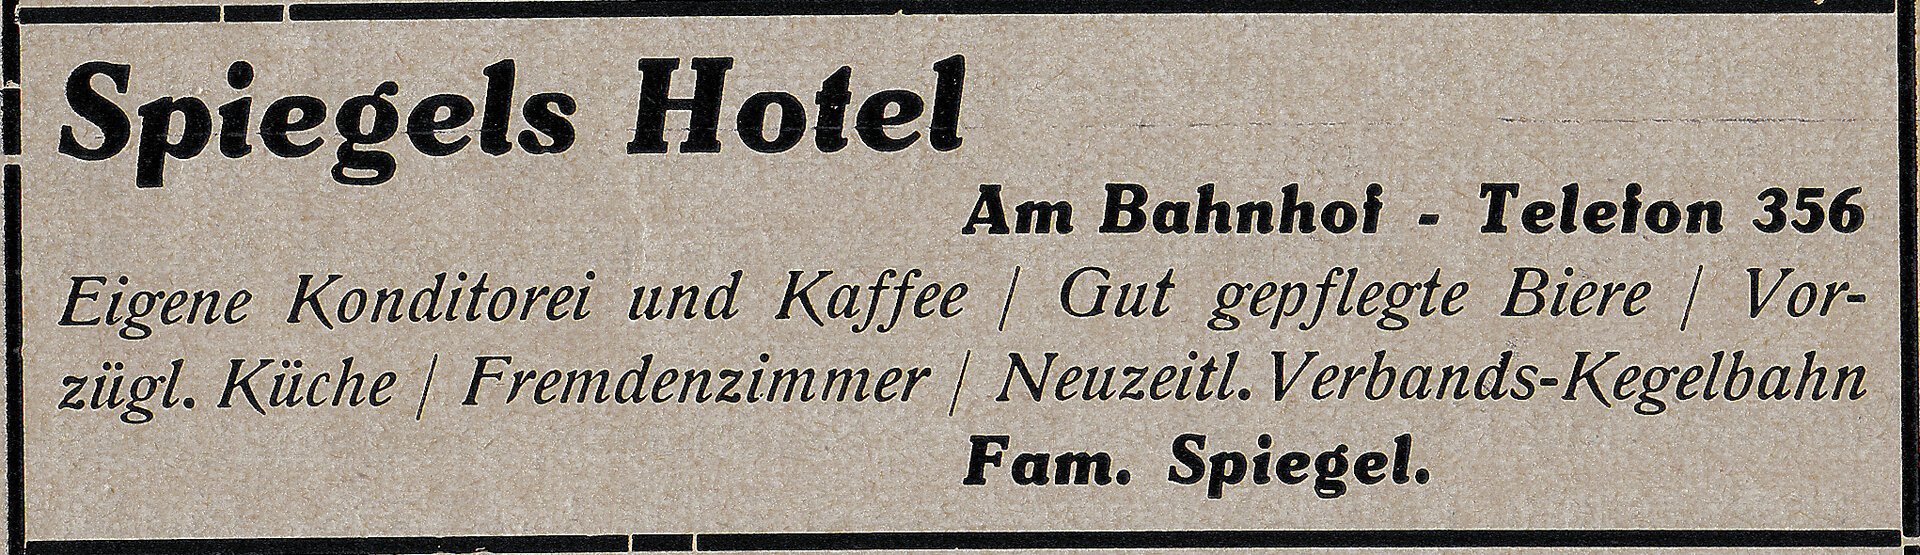 Spiegels Hotel
Am Bahnhof - Telefon 356
Eigene Konditorei und Kaffee / Gut gepflegte Biere / Vor-
zügl. Küche / Fremdenzimmer / Neuzeitl. Verbands-Kegelbahn
Fam. Spiegel.